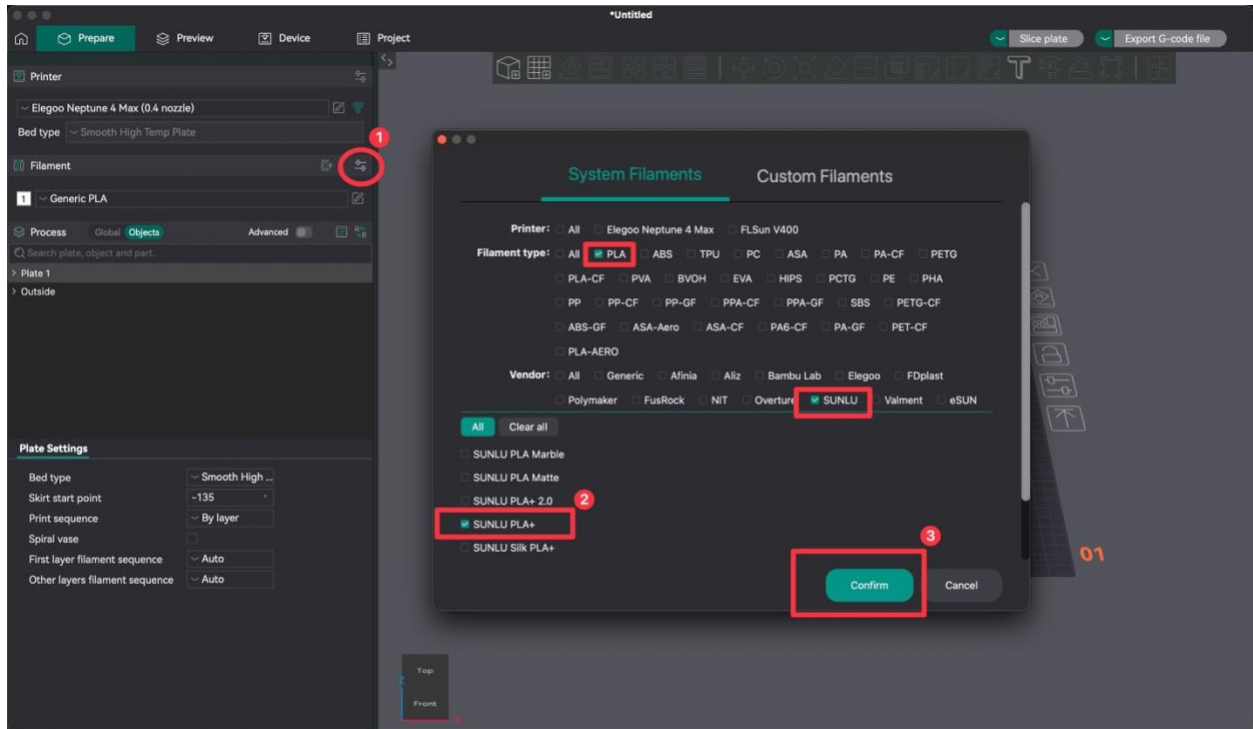 *Untitled
Prepare Preview Device Project
Slice plate Export G-code file
Printer
Elegoo Neptune 4 Max (0.4 nozzle)
Bed type Smooth High Temp Plate
1
Filament
1 Generic PLA
Process Global Objects Advanced
Search plate, object and part.
Plate 1
Outside
Plate Settings
Bed type Smooth High ...
Skirt start point -135 °
Print sequence By layer
Spiral vase
First layer filament sequence Auto
Other layers filament sequence Auto
System Filaments Custom Filaments
Printer: All Elegoo Neptune 4 Max FLSun V400
Filament type: All PLA ABS TPU PC ASA PA PA-CF PETG
PLA-CF PVA BVOH EVA HIPS PCTG PE PHA
PP PP-CF PP-GF PPA-CF PPA-GF SBS PETG-CF
ABS-GF ASA-Aero ASA-CF PA6-CF PA-GF PET-CF
PLA-AERO
Vendor: All Generic Afinia Aliz Bambu Lab Elegoo FDplast
Polymaker FusRock NIT Overture SUNLU Valment eSUN
All Clear all
SUNLU PLA Marble
SUNLU PLA Matte
SUNLU PLA+ 2.0
2
SUNLU PLA+
SUNLU Silk PLA+
3
Confirm Cancel
01
Top
Front